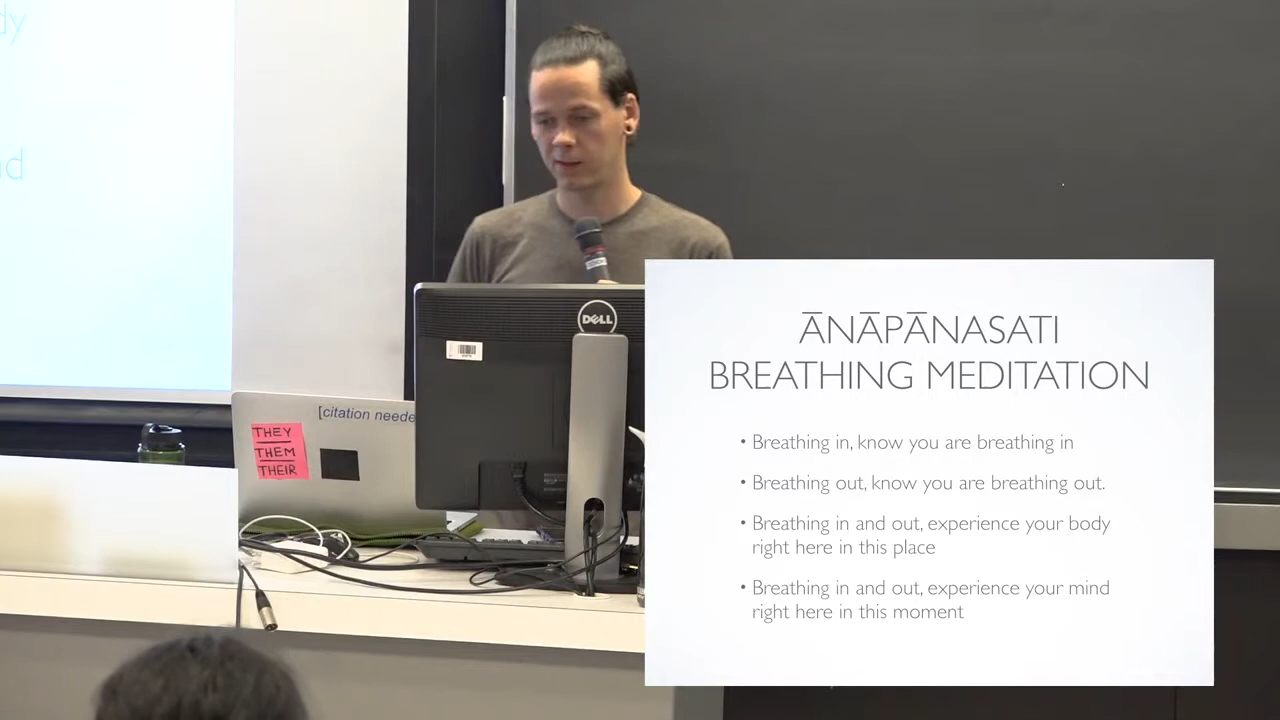 dy
nd
[citation neede
THEY
THEM
THEIR
DELL
ĀNĀPĀNASATI
BREATHING MEDITATION
• Breathing in, know you are breathing in
• Breathing out, know you are breathing out.
• Breathing in and out, experience your body
right here in this place
• Breathing in and out, experience your mind
right here in this moment